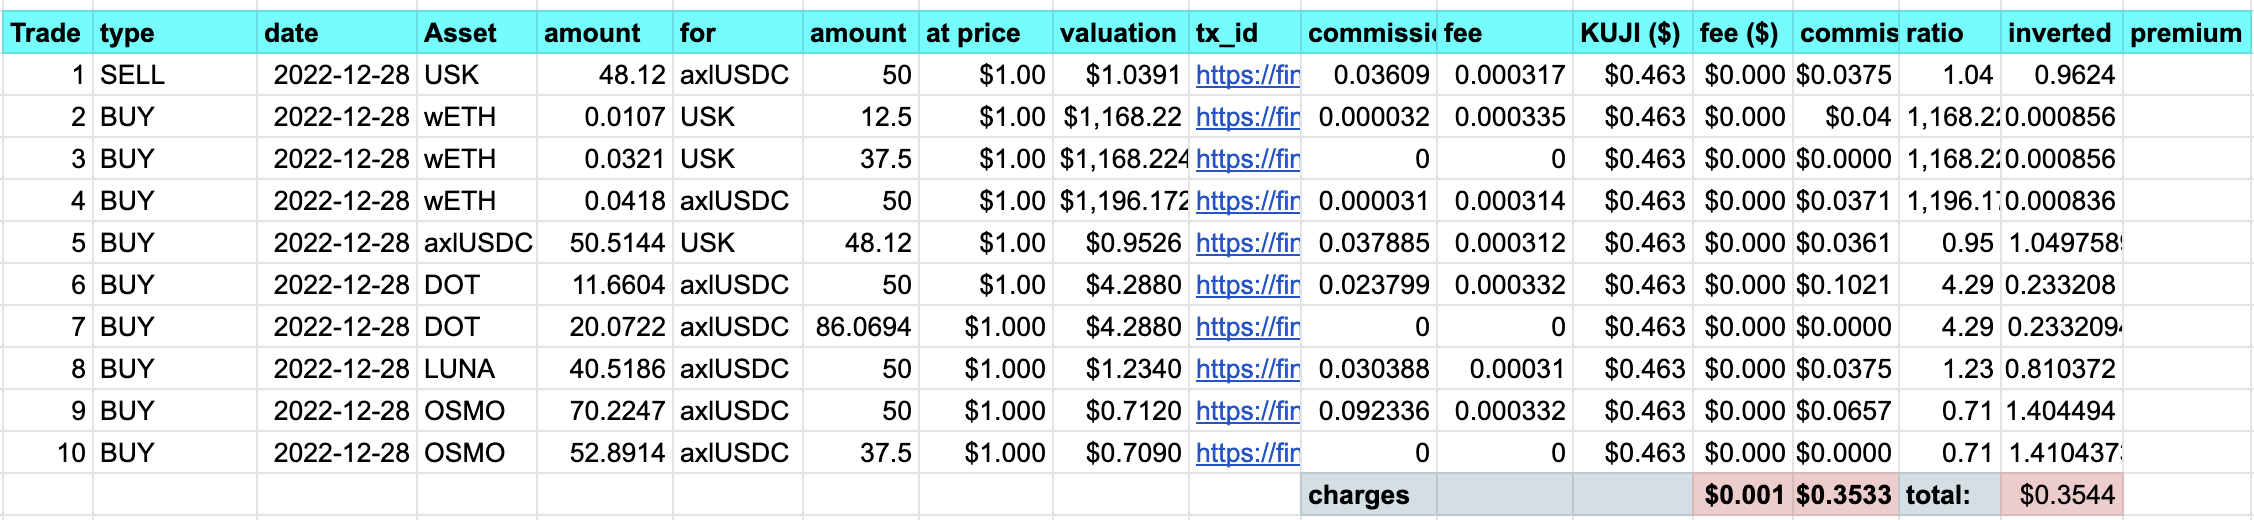 Trade type date Asset amount for amount at price valuation tx_id commissi fee KUJI ($) fee ($) commis ratio inverted premium
1 SELL 2022-12-28 USK 48.12 axlUSDC 50 $1.00 $1.0391 https://fin 0.03609 0.000317 $0.463 $0.000 $0.0375 1.04 0.9624
2 BUY 2022-12-28 wETH 0.0107 USK 12.5 $1.00 $1,168.22 https://fin 0.000032 0.000335 $0.463 $0.000 $0.04 1,168.22 0.000856
3 BUY 2022-12-28 wETH 0.0321 USK 37.5 $1.00 $1,168.224 https://fin 0 0 $0.463 $0.000 $0.0000 1,168.22 0.000856
4 BUY 2022-12-28 wETH 0.0418 axlUSDC 50 $1.00 $1,196.172 https://fin 0.000031 0.000314 $0.463 $0.000 $0.0371 1,196.17 0.000836
5 BUY 2022-12-28 axlUSDC 50.5144 USK 48.12 $1.00 $0.9526 https://fin 0.037885 0.000312 $0.463 $0.000 $0.0361 0.95 1.049758
6 BUY 2022-12-28 DOT 11.6604 axlUSDC 50 $1.00 $4.2880 https://fin 0.023799 0.000332 $0.463 $0.000 $0.1021 4.29 0.233208
7 BUY 2022-12-28 DOT 20.0722 axlUSDC 86.0694 $1.000 $4.2880 https://fin 0 0 $0.463 $0.000 $0.0000 4.29 0.233209
8 BUY 2022-12-28 LUNA 40.5186 axlUSDC 50 $1.000 $1.2340 https://fin 0.030388 0.00031 $0.463 $0.000 $0.0375 1.23 0.810372
9 BUY 2022-12-28 OSMO 70.2247 axlUSDC 50 $1.000 $0.7120 https://fin 0.092336 0.000332 $0.463 $0.000 $0.0657 0.71 1.404494
10 BUY 2022-12-28 OSMO 52.8914 axlUSDC 37.5 $1.000 $0.7090 https://fin 0 0 $0.463 $0.000 $0.0000 0.71 1.410437
charges $0.001 $0.3533 total: $0.3544